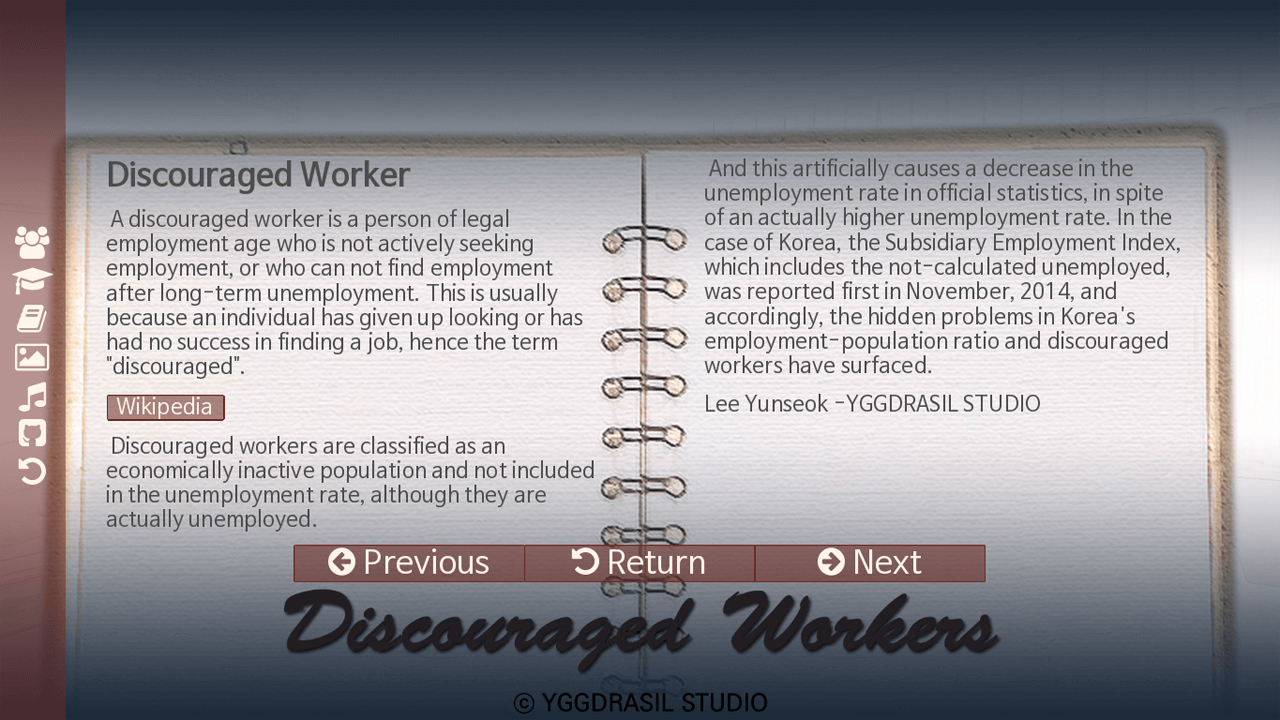 Discouraged Worker
A discouraged worker is a person of legal
employment age who is not actively seeking
employment, or who can not find employment
after long-term unemployment. This is usually
because an individual has given up looking or has
had no success in finding a job, hence the term
"discouraged".
Wikipedia
Discouraged workers are classified as an
economically inactive population and not included
in the unemployment rate, although they are
actually unemployed.
And this artificially causes a decrease in the
unemployment rate in official statistics, in spite
of an actually higher unemployment rate. In the
case of Korea, the Subsidiary Employment Index,
which includes the not-calculated unemployed,
was reported first in November, 2014, and
accordingly, the hidden problems in Korea's
employment-population ratio and discouraged
workers have surfaced.
Lee Yunseok -YGGDRASIL STUDIO
Previous Return Next
Discouraged Workers
© YGGDRASIL STUDIO